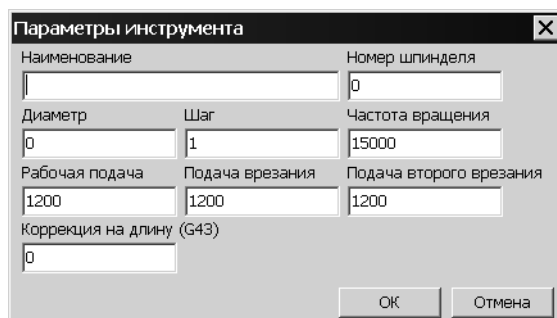 Параметры инструмента
Наименование Номер шпинделя
0
Диаметр Шаг Частота вращения
0 1 15000
Рабочая подача Подача врезания Подача второго врезания
1200 1200 1200
Коррекция на длину (G43)
0
ОК Отмена